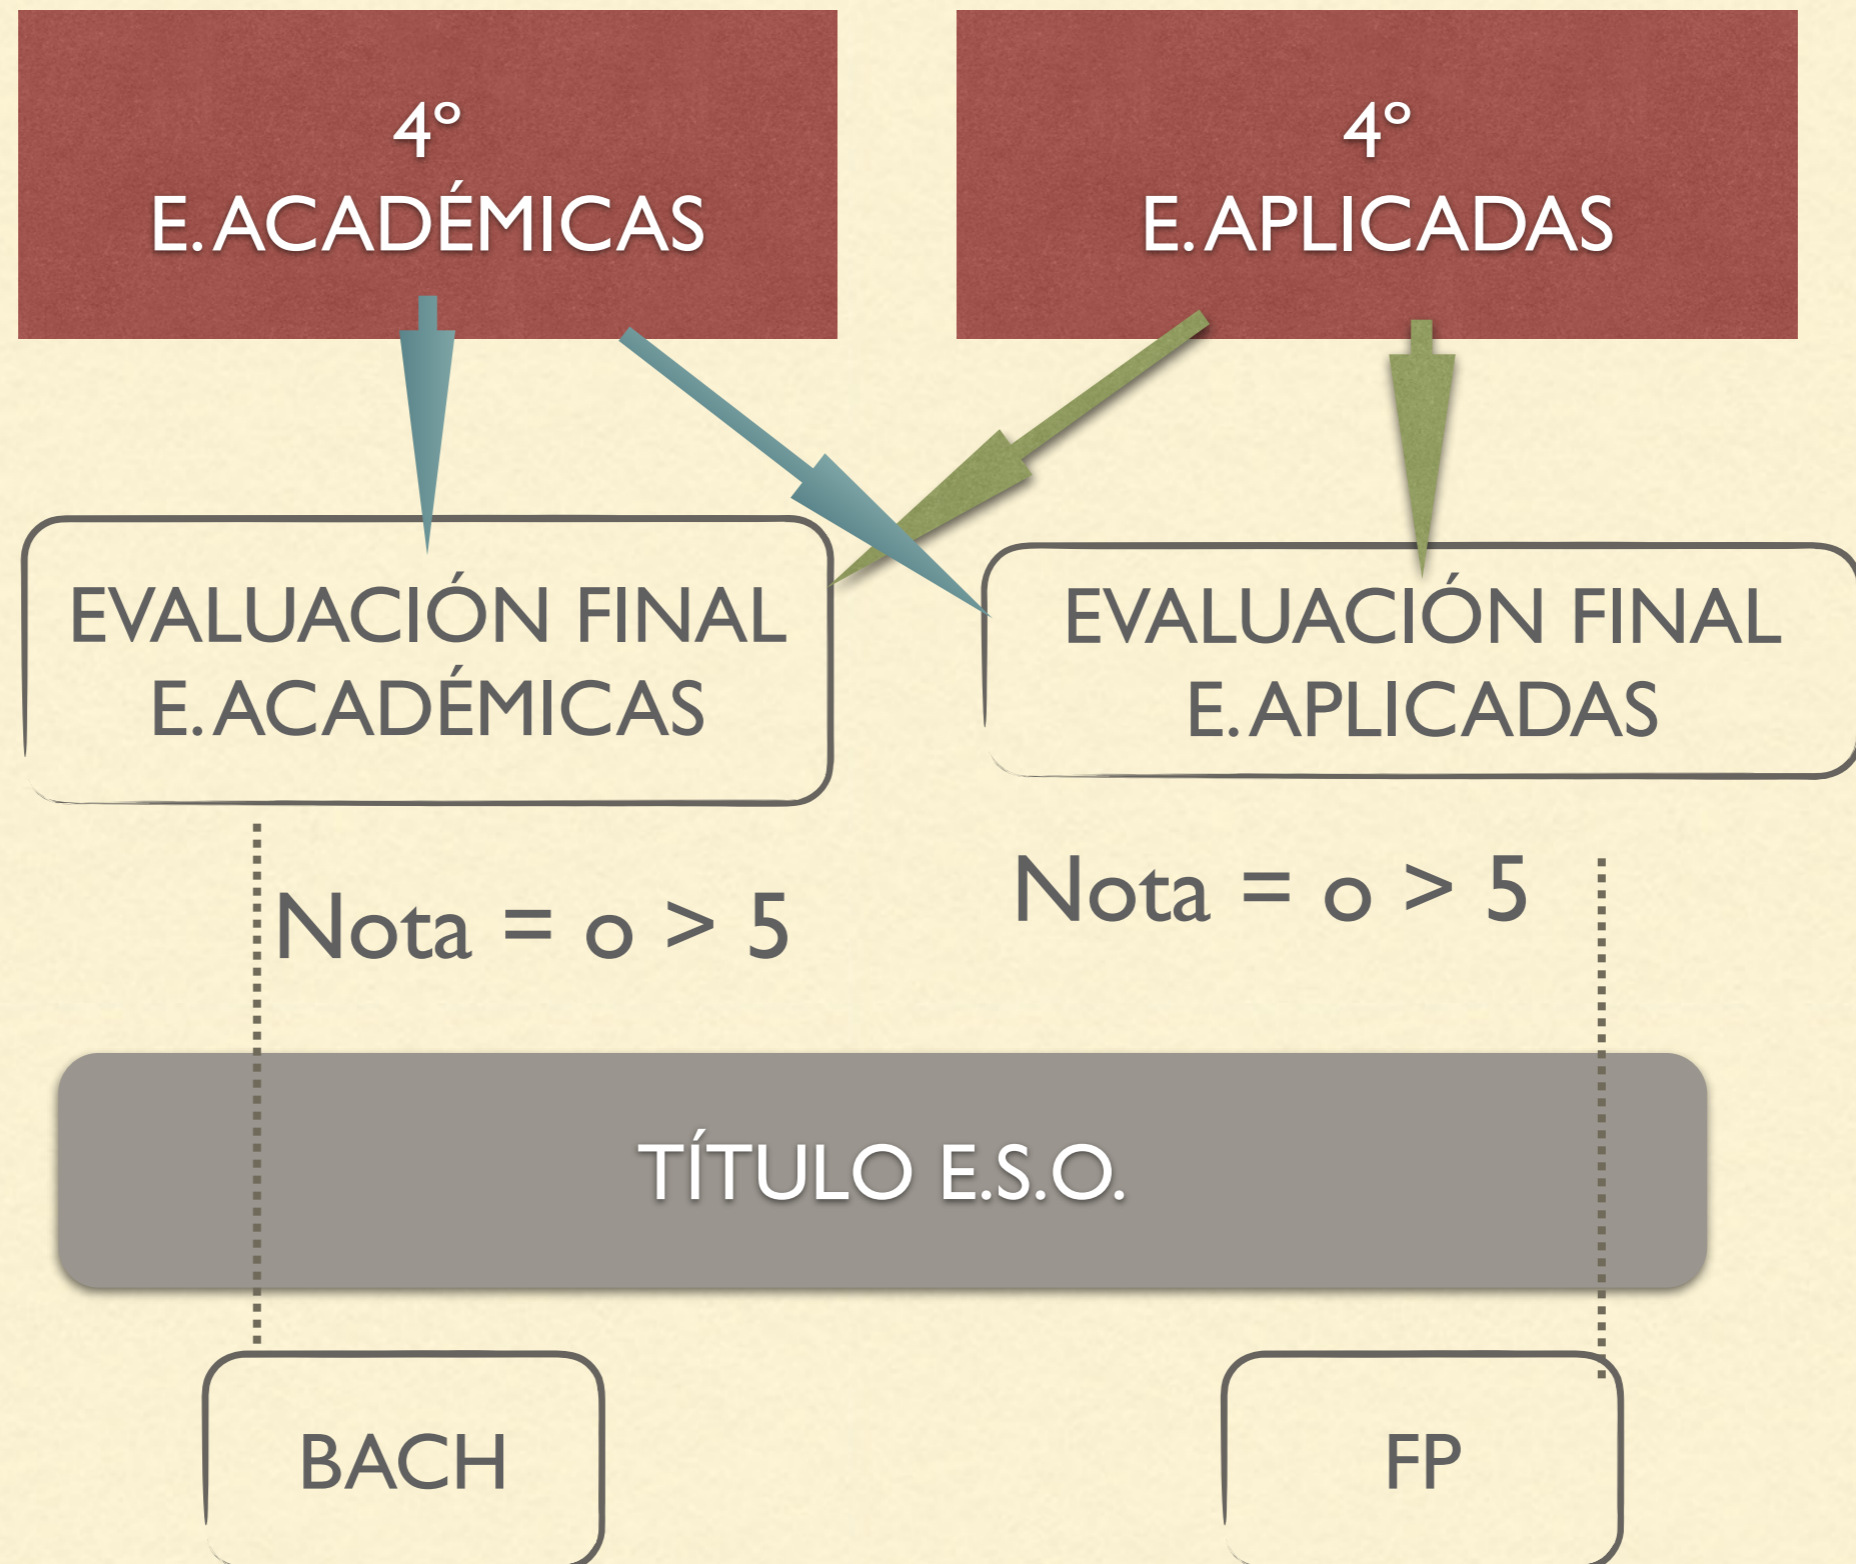 4º
E. ACADÉMICAS
4º
E. APLICADAS
EVALUACIÓN FINAL
E. ACADÉMICAS
EVALUACIÓN FINAL
E. APLICADAS
Nota = o > 5
Nota = o > 5
TÍTULO E.S.O.
BACH
FP